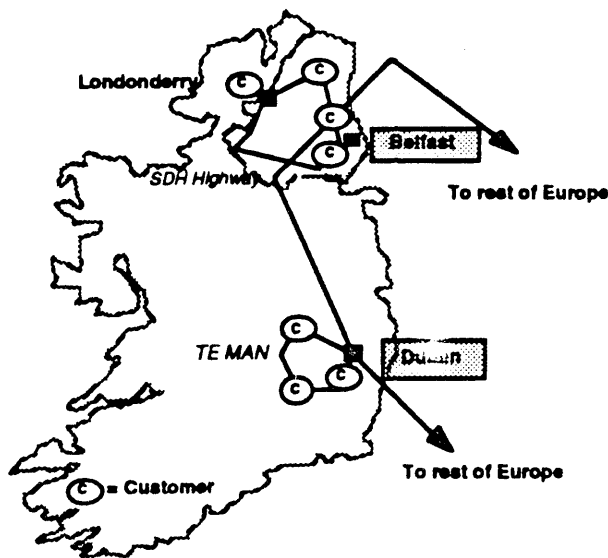 Londonderry
C
C
C
Belfast
C
SDH Highway
To rest of Europe
C
TE MAN
C
C
To rest of Europe
C = Customer